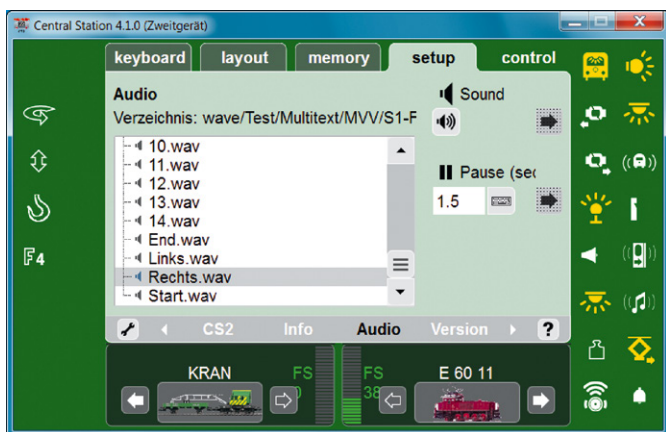 Central Station 4.1.0 (Zweitgerät)
keyboard layout memory setup control
Audio
Verzeichnis: wave/Test/Multitext/MVV/S1-F
Sound
10.wav
11.wav
12.wav
13.wav
14.wav
End.wav
Links.wav
Rechts.wav
Start.wav
Pause (sec
1.5
F4
CS2 Info Audio Version ?
KRAN FS 0
FS 38 E 60 11